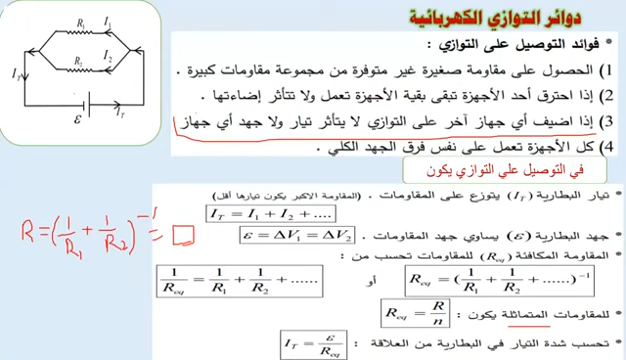 دوائر التوازي الكهربائية
* فوائد التوصيل على التوازي :
1) الحصول على مقاومة صغيرة غير متوفرة من مجموعة مقاومات كبيرة .
2) إذا احترق أحد الأجهزة تبقى بقية الأجهزة تعمل ولا تتأثر إضاءتها .
3) إذا اضيف أي جهاز آخر على التوازي لا يتأثر تيار ولا جهد أي جهاز
4) كل الأجهزة تعمل على نفس فرق الجهد الكلي .
R₁ I₁
R₂ I₂
I_T ε I_T
في التوصيل علي التوازي يكون
* تيار البطارية (I_T) يتوزع على المقاومات . (المقاومة الاكبر يكون تيارها أقل)
I_T = I₁ + I₂ + ....
* جهد البطارية (ε) يساوي جهد المقاومات . ε = ΔV₁ = ΔV₂
* المقاومة المكافئة (R_eq) للمقاومات تحسب من :
R_eq = (1/R₁ + 1/R₂ + ......)⁻¹ أو 1/R_eq = 1/R₁ + 1/R₂ + ......
* للمقاومات المتماثلة يكون : R_eq = R/n
* تحسب شدة التيار في البطارية من العلاقة : I_T = ε/R_eq
R = (1/R₁ + 1/R₂)⁻¹ = □